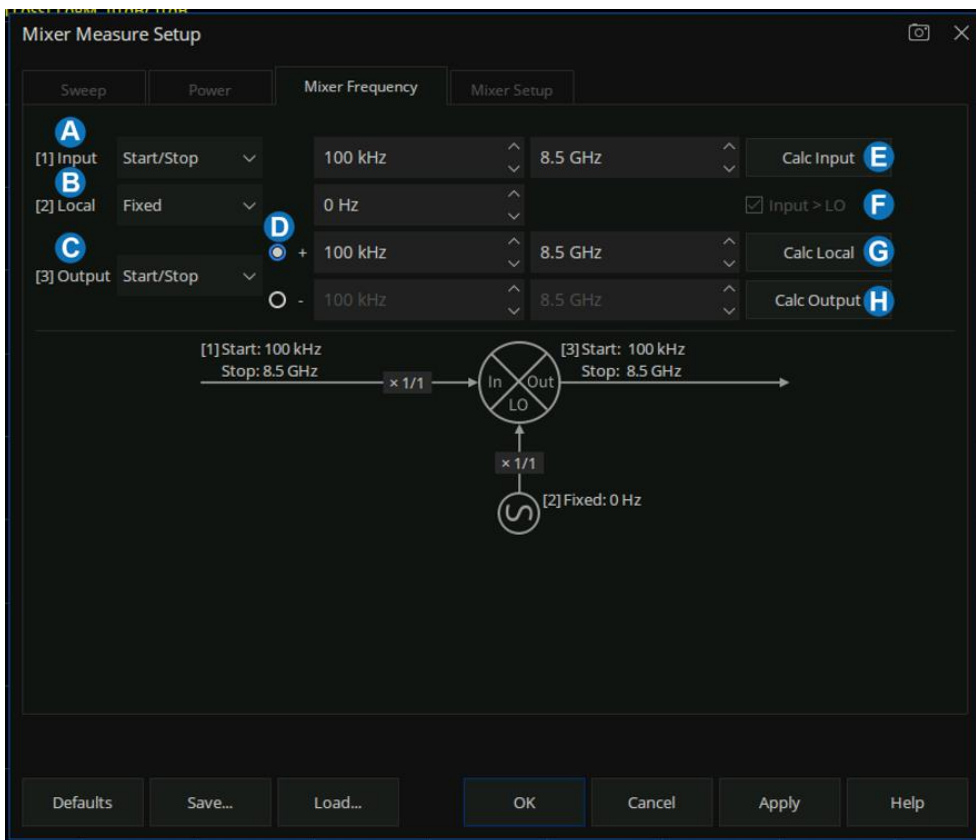 Mixer Measure Setup
Sweep Power Mixer Frequency Mixer Setup
A
[1] Input Start/Stop 100 kHz 8.5 GHz Calc Input E
B
[2] Local Fixed 0 Hz Input > LO F
C D + 100 kHz 8.5 GHz Calc Local G
[3] Output Start/Stop
- 100 kHz 8.5 GHz Calc Output H
[1] Start: 100 kHz
Stop: 8.5 GHz
× 1/1
In Out
LO
[3] Start: 100 kHz
Stop: 8.5 GHz
× 1/1
[2] Fixed: 0 Hz
Defaults Save... Load... OK Cancel Apply Help